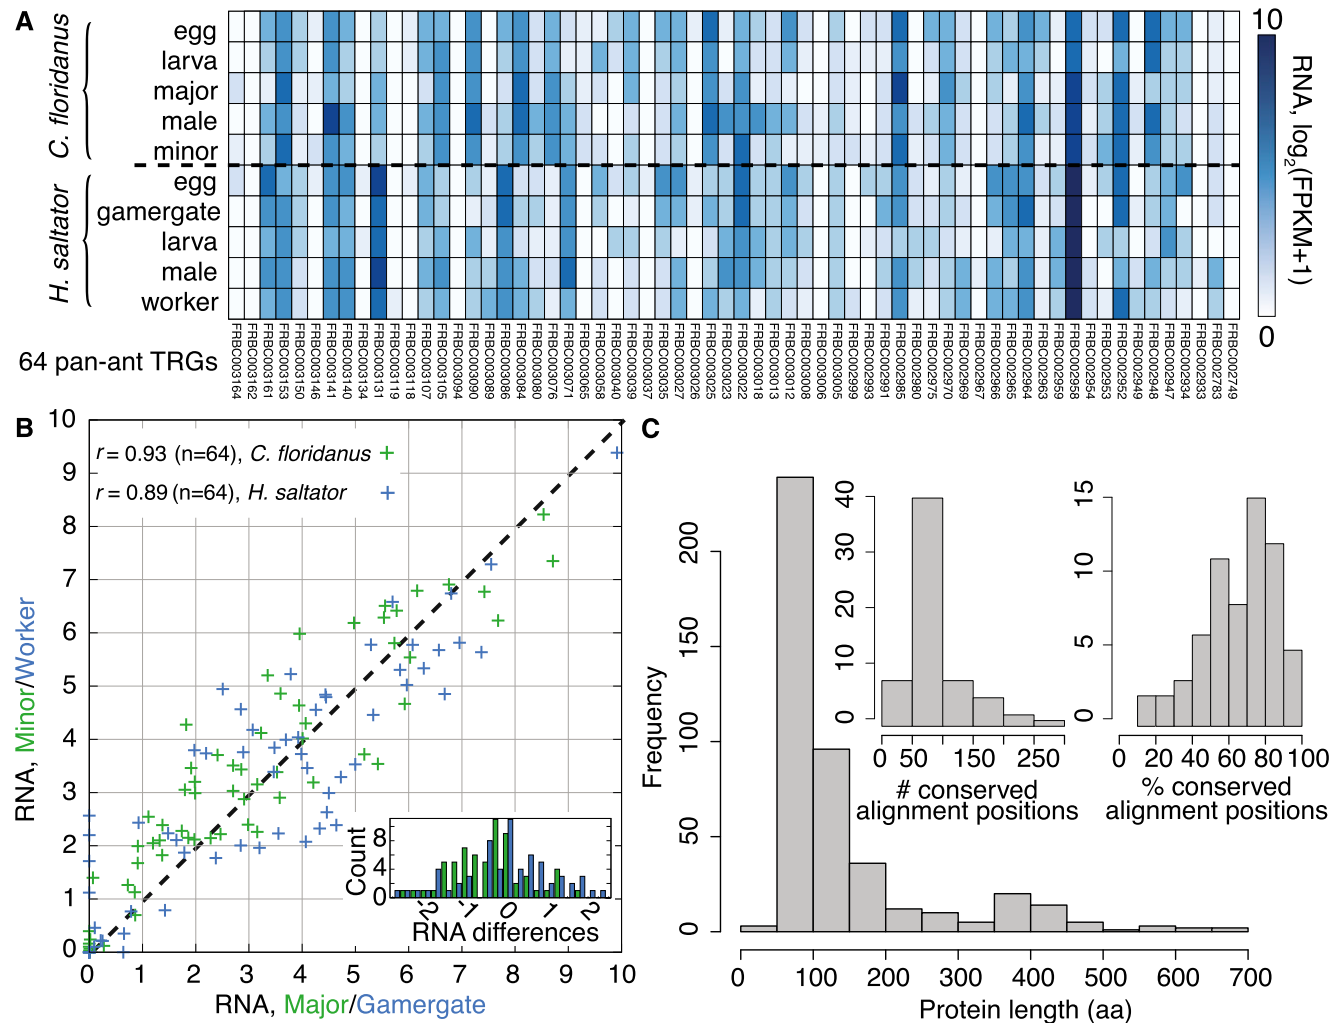 A
C. floridanus
egg
larva
major
male
minor
H. saltator
egg
gamergate
larva
male
worker
10
RNA, log2(FPKM+1)
0
64 pan-ant TRGs
FRBC003164
FRBC003162
FRBC003161
FRBC003153
FRBC003150
FRBC003146
FRBC003141
FRBC003140
FRBC003134
FRBC003131
FRBC003119
FRBC003118
FRBC003107
FRBC003105
FRBC003094
FRBC003090
FRBC003089
FRBC003086
FRBC003084
FRBC003080
FRBC003076
FRBC003071
FRBC003065
FRBC003058
FRBC003040
FRBC003039
FRBC003037
FRBC003035
FRBC003027
FRBC003026
FRBC003025
FRBC003023
FRBC003022
FRBC003018
FRBC003013
FRBC003012
FRBC003008
FRBC003006
FRBC003005
FRBC002999
FRBC002993
FRBC002991
FRBC002985
FRBC002980
FRBC002975
FRBC002970
FRBC002969
FRBC002967
FRBC002966
FRBC002965
FRBC002964
FRBC002963
FRBC002959
FRBC002958
FRBC002954
FRBC002953
FRBC002952
FRBC002949
FRBC002948
FRBC002947
FRBC002934
FRBC002933
FRBC002783
FRBC002749
B
r = 0.93 (n=64), C. floridanus
r = 0.89 (n=64), H. saltator
RNA, Minor/Worker
10
9
8
7
6
5
4
3
2
1
0
0 1 2 3 4 5 6 7 8 9 10
RNA, Major/Gamergate
Count
8
4
0
-2 -1 0 1 2
RNA differences
C
Frequency
200
150
100
50
0
0 100 200 300 400 500 600 700
Protein length (aa)
40
30
20
10
0
0 50 150 250
# conserved
alignment positions
15
10
5
0
0 20 40 60 80 100
% conserved
alignment positions